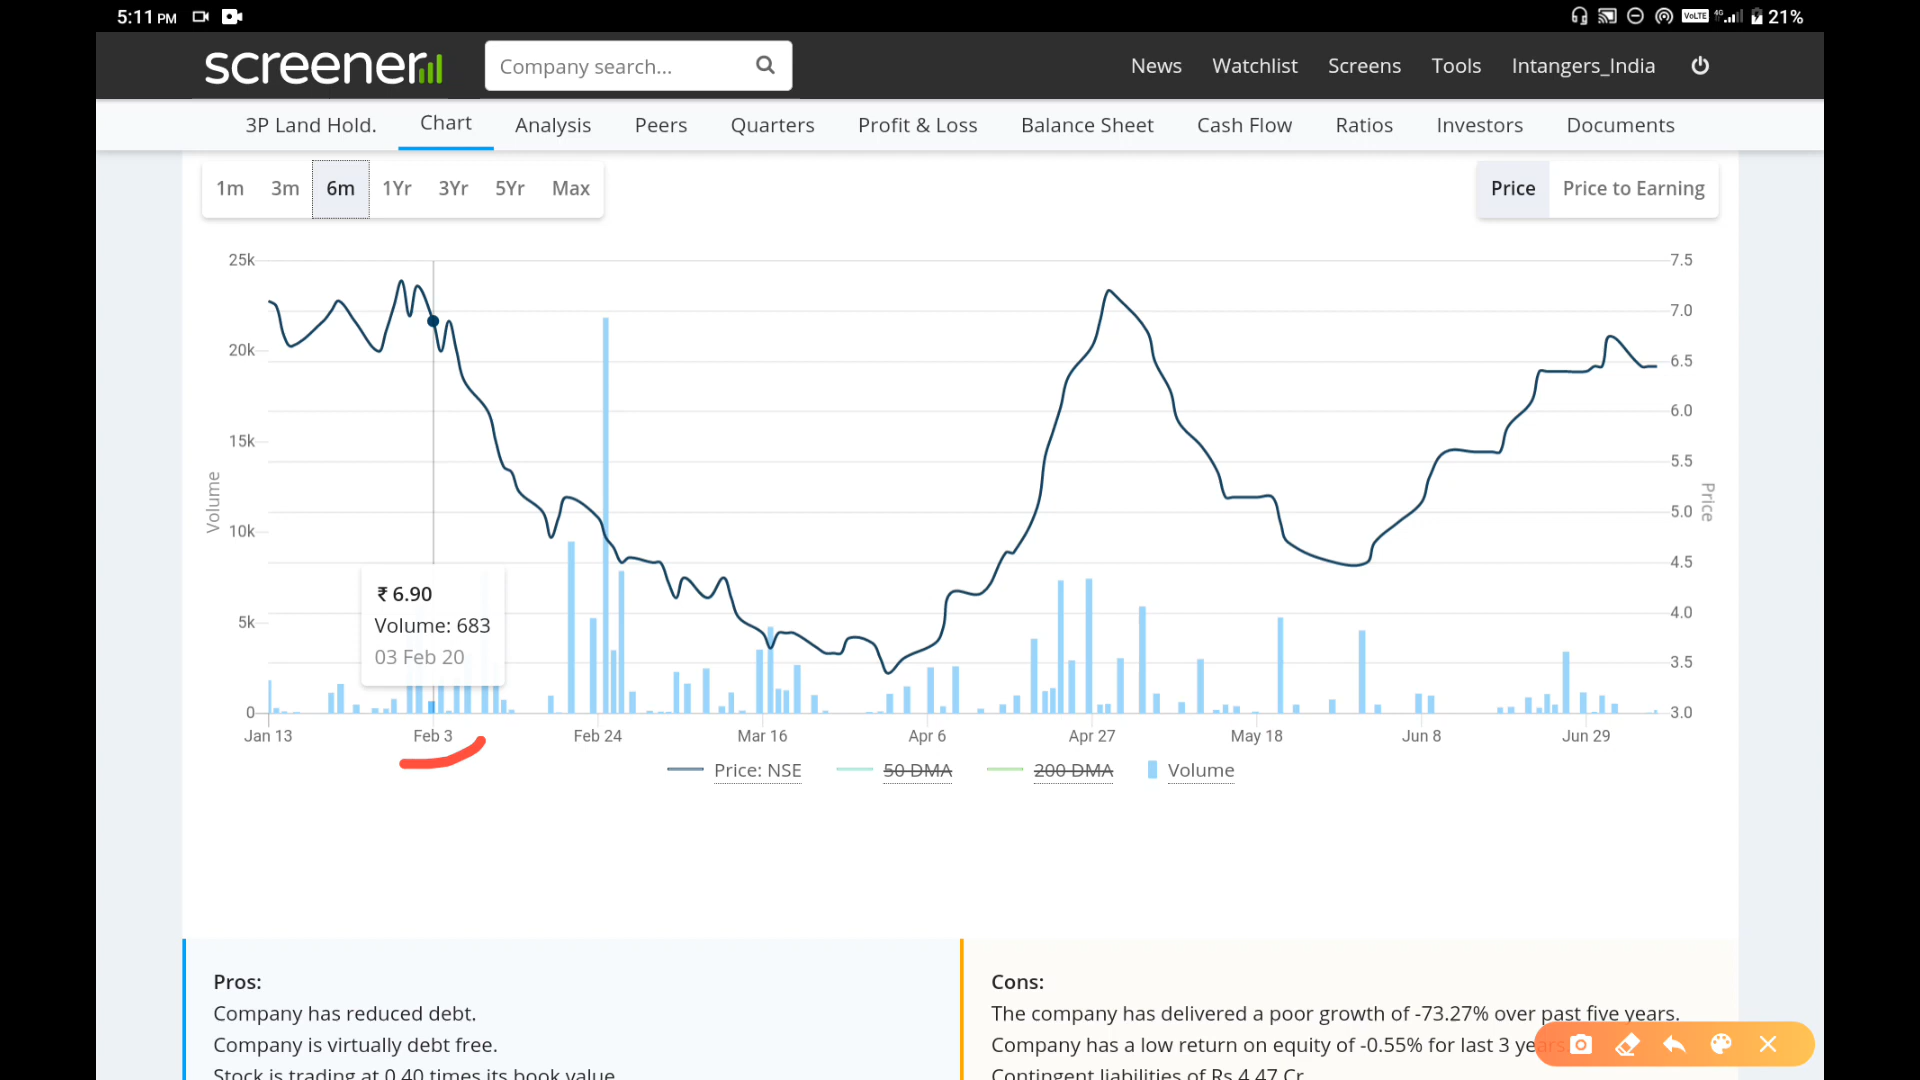 5:11 PM
VoLTE 4G 21%
screener
Company search...
News Watchlist Screens Tools Intangers_India
3P Land Hold. Chart Analysis Peers Quarters Profit & Loss Balance Sheet Cash Flow Ratios Investors Documents
1m 3m 6m 1Yr 3Yr 5Yr Max
Price Price to Earning
25k 7.5
7.0
20k 6.5
6.0
15k 5.5
Volume
Price
10k 5.0
4.5
5k 4.0
3.5
0 3.0
₹ 6.90
Volume: 683
03 Feb 20
Jan 13 Feb 3 Feb 24 Mar 16 Apr 6 Apr 27 May 18 Jun 8 Jun 29
Price: NSE 50 DMA 200 DMA Volume
Pros:
Company has reduced debt.
Company is virtually debt free.
Stock is trading at 0.40 times its book value
Cons:
The company has delivered a poor growth of -73.27% over past five years.
Company has a low return on equity of -0.55% for last 3 years.
Contingent liabilities of Rs.4.47 Cr.